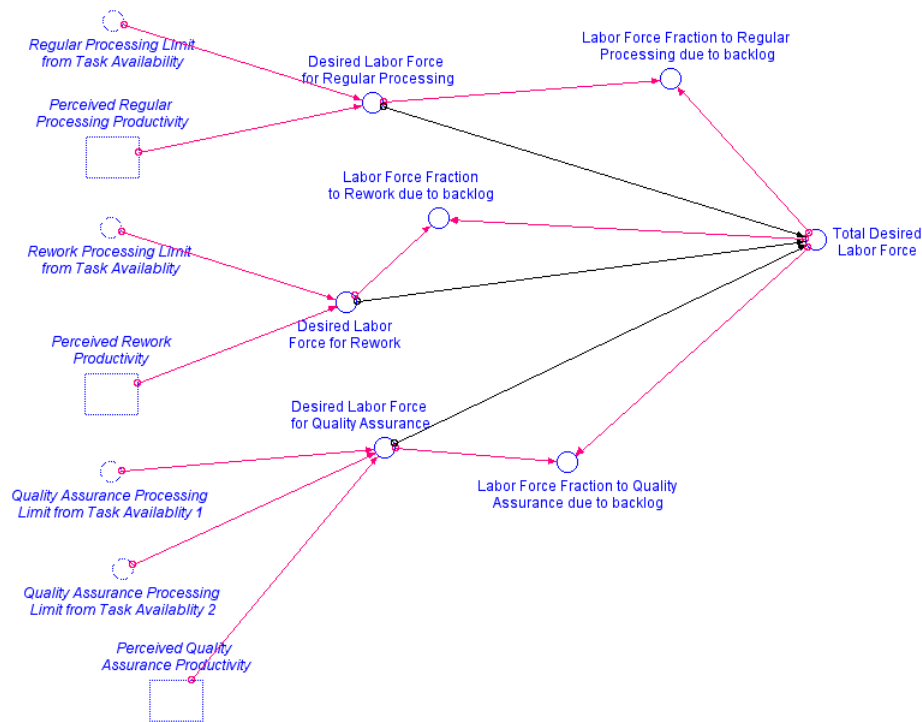 Regular Processing Limit
from Task Availability
Desired Labor Force
for Regular Processing
Labor Force Fraction to Regular
Processing due to backlog
Perceived Regular
Processing Productivity
Labor Force Fraction
to Rework due to backlog
Rework Processing Limit
from Task Availablity
Total Desired
Labor Force
Desired Labor
Force for Rework
Perceived Rework
Productivity
Desired Labor Force
for Quality Assurance
Quality Assurance Processing
Limit from Task Availablity 1
Labor Force Fraction to Quality
Assurance due to backlog
Quality Assurance Processing
Limit from Task Availablity 2
Perceived Quality
Assurance Productivity